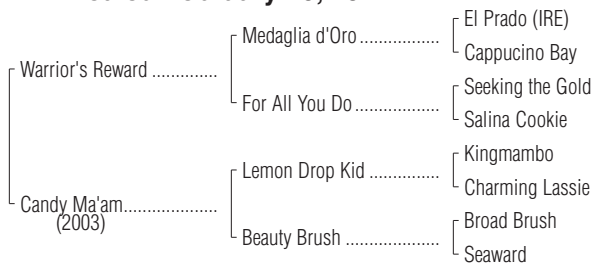 El Prado (IRE)
Medaglia d'Oro ..................
Cappucino Bay
Warrior's Reward ..............
Seeking the Gold
For All You Do ..................
Salina Cookie
Kingmambo
Lemon Drop Kid ...............
Charming Lassie
Candy Ma'am....................
(2003)
Broad Brush
Beauty Brush ....................
Seaward